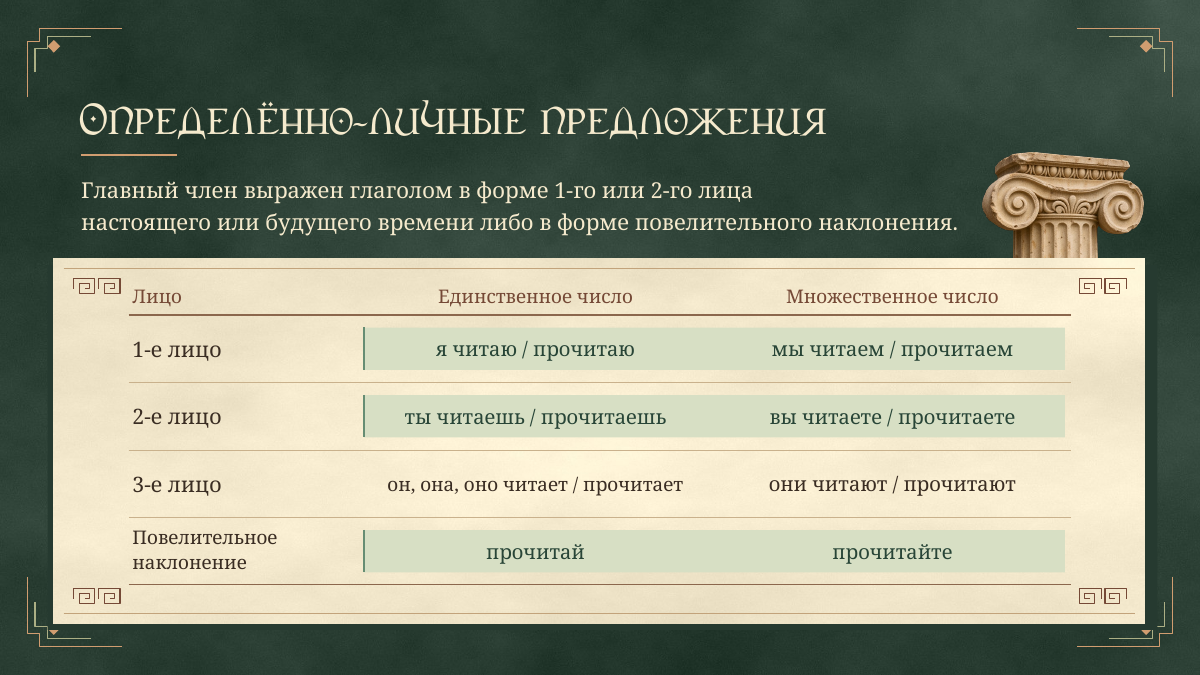 Определённо-личные предложения
Главный член выражен глаголом в форме 1-го или 2-го лица
настоящего или будущего времени либо в форме повелительного наклонения.
Лицо Единственное число Множественное число
1-е лицо я читаю / прочитаю мы читаем / прочитаем
2-е лицо ты читаешь / прочитаешь вы читаете / прочитаете
3-е лицо он, она, оно читает / прочитает они читают / прочитают
Повелительное
наклонение прочитай прочитайте